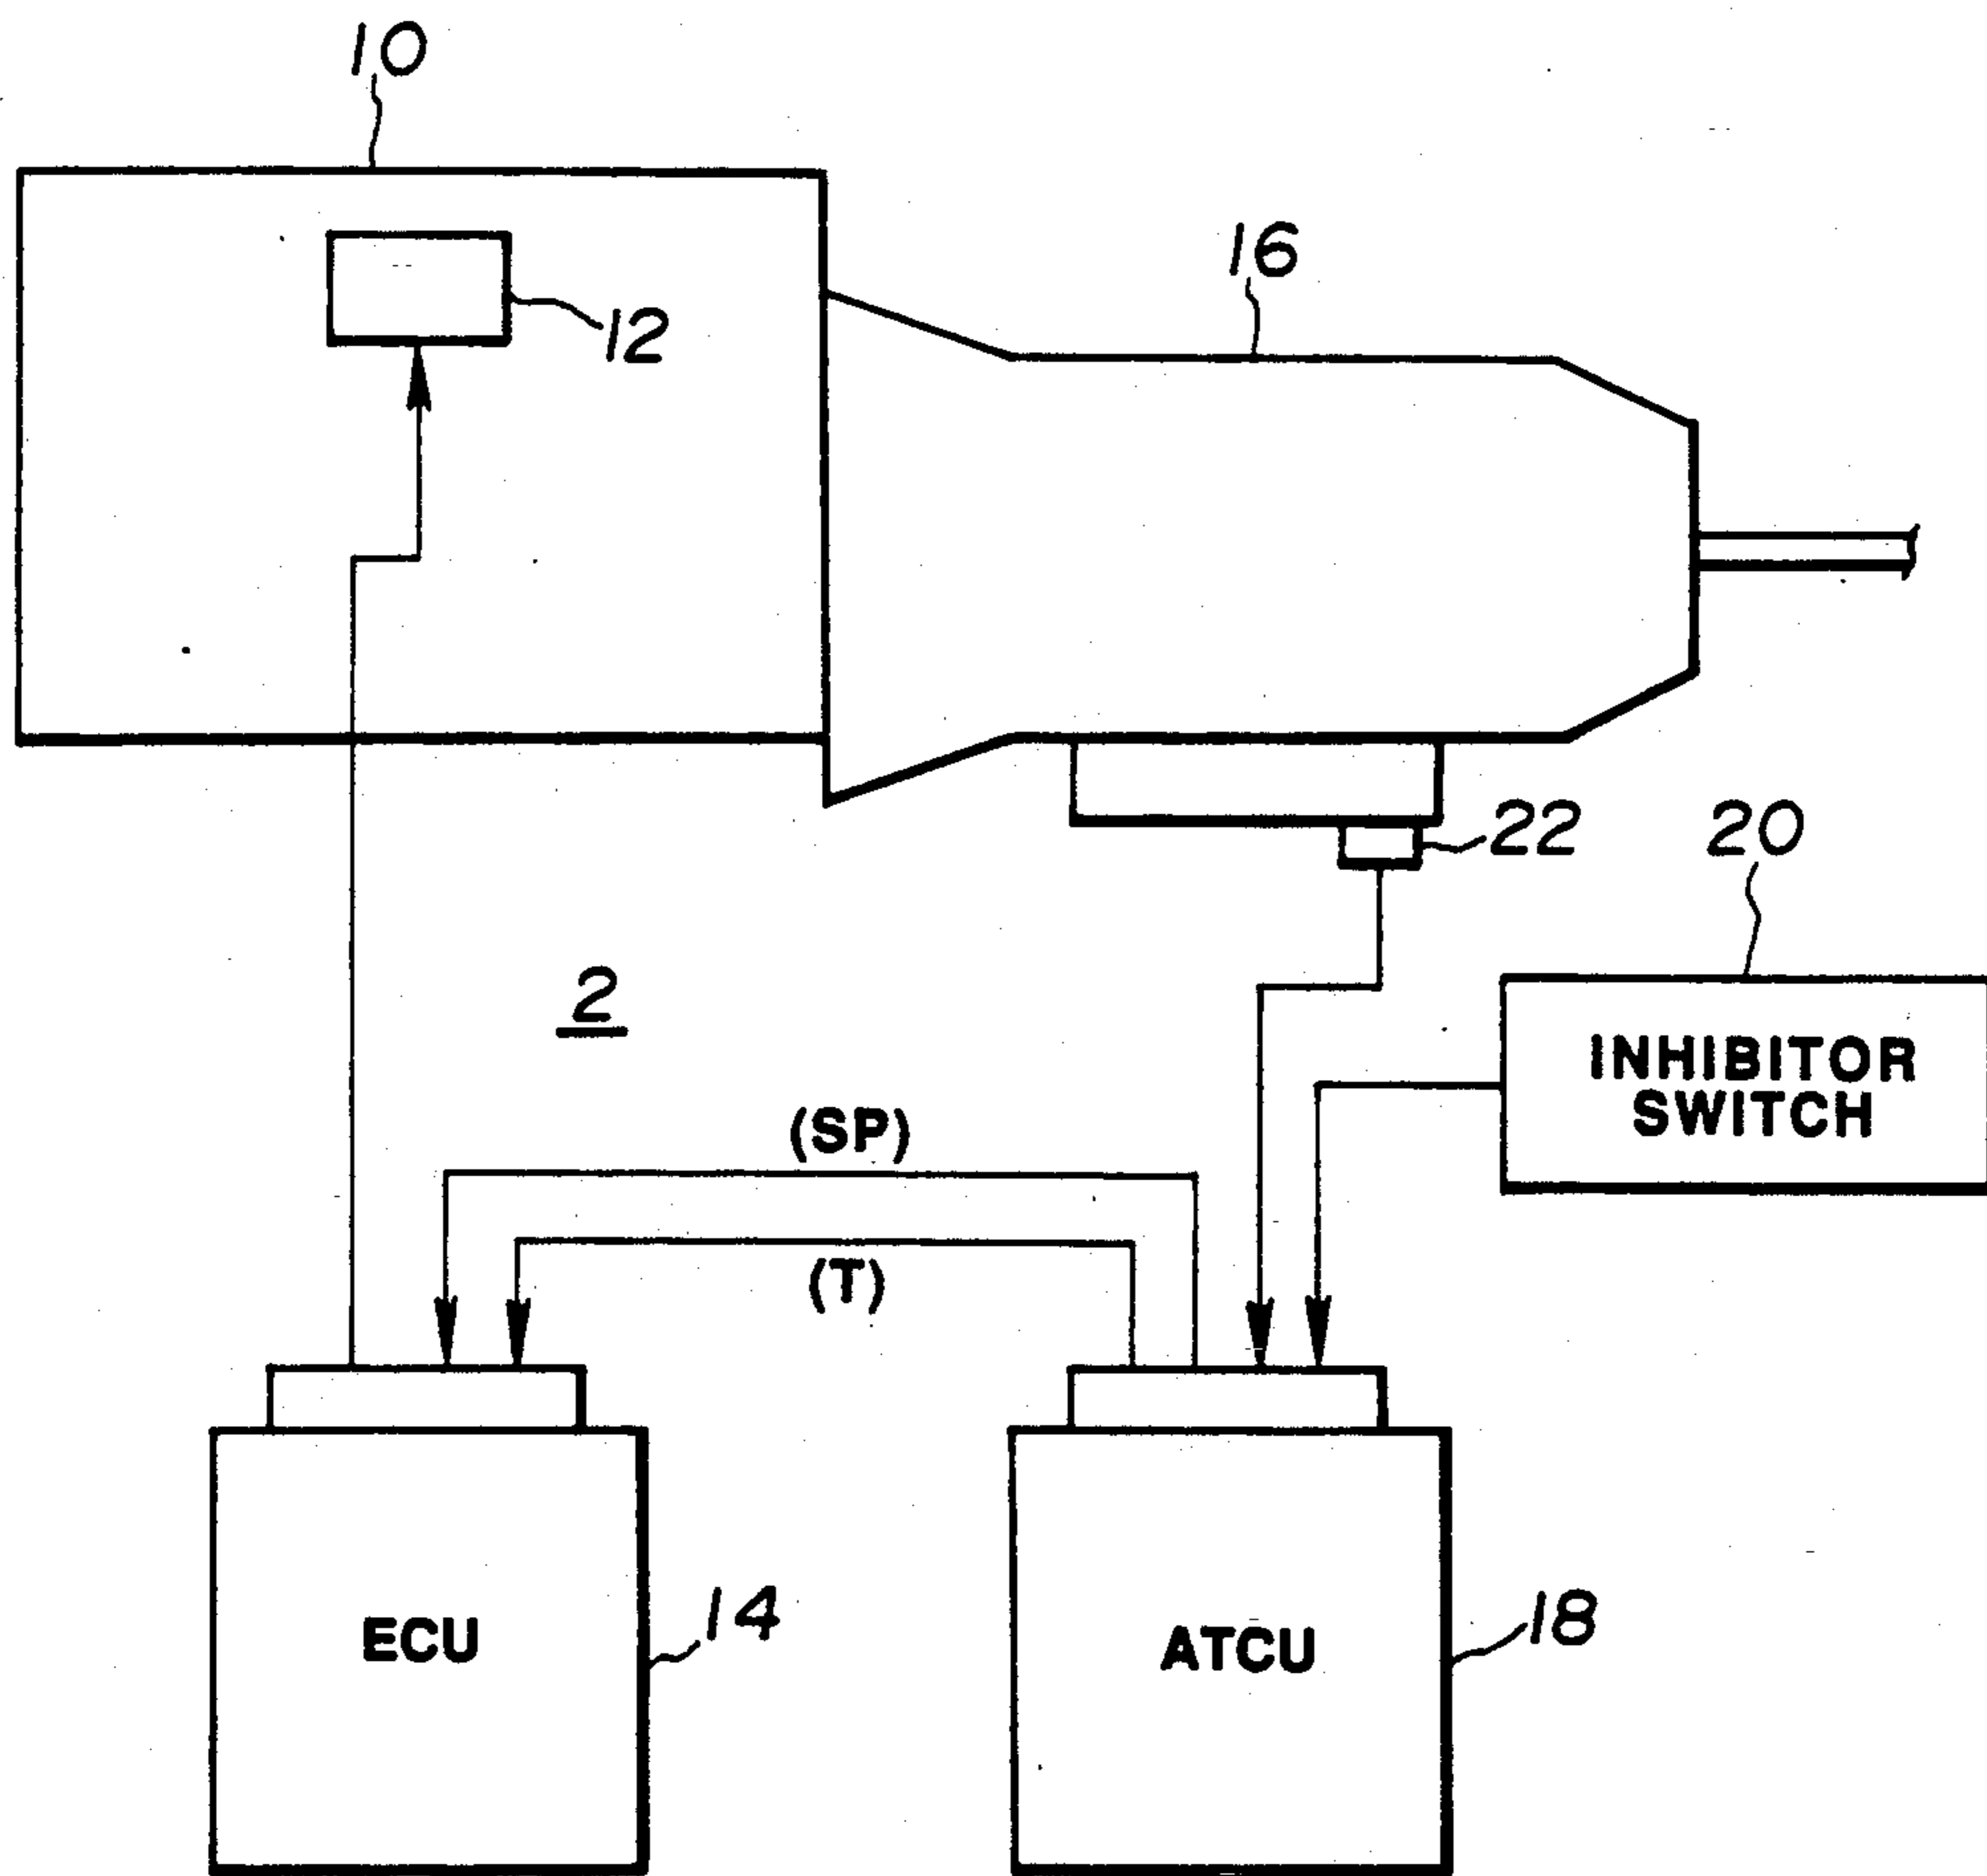 10
16
12
22
20
2
INHIBITOR
SWITCH
(SP)
(T)
14
18
ECU
ATCU